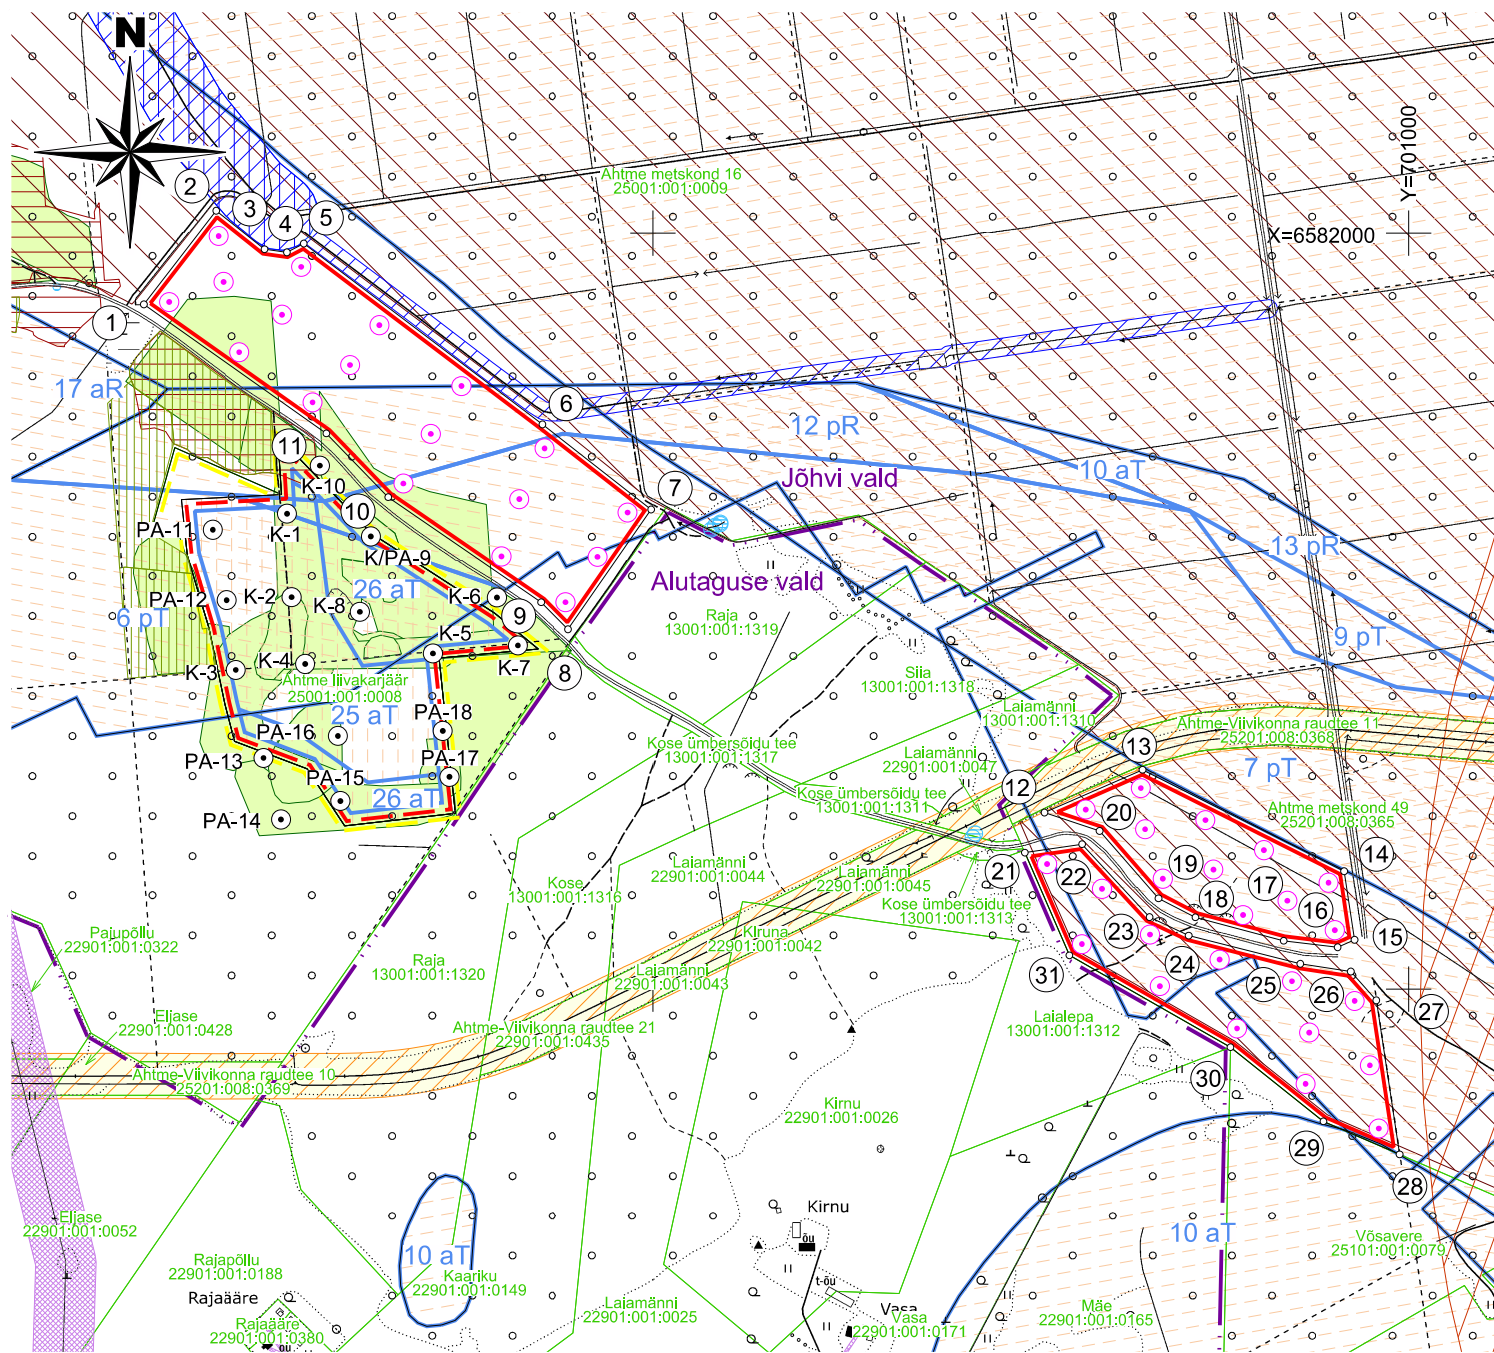 N
Y=701000
Ahtme metskond 16
25001:001:0009
X=6582000
2
3
4
5
1
17 aR
6
12 pR
10 aT
11
K-10
7
Jõhvi vald
PA-11
K-1
10
K/PA-9
13 pR
Alutaguse vald
26 aT
PA-12
6 pT
K-2
K-8
K-6
9
Raja
13001:001:1319
9 pT
K-5
K-3
K-4
K-7
8
Ahtme liivakarjäär
25001:001:0008
Siia
13001:001:1318
25 aT
PA-18
PA-16
Laiamänni
13001:001:1310
Ahtme-Viivikonna raudtee 11
25201:008:0368
PA-13
PA-17
Kose ümbersõidu tee
13001:001:1317
Laiamänni
22901:001:0047
13
7 pT
PA-15
26 aT
12
Kose ümbersõidu tee
13001:001:1311
PA-14
20
Ahtme metskond 49
25201:008:0365
14
21
22
19
18
17
16
15
Laiamänni
22901:001:0044
Laiamänni
22901:001:0045
Kose
13001:001:1316
Kose ümbersõidu tee
13001:001:1313
23
24
25
26
27
Palupõllu
22901:001:0322
Kiruna
22901:001:0042
31
Raja
13001:001:1320
Laiamänni
22901:001:0043
Eljase
22901:001:0428
Ahtme-Viivikonna raudtee 21
22901:001:0435
Laialepa
13001:001:1312
30
Ahtme-Viivikonna raudtee 10
25201:008:0369
Kirnu
22901:001:0026
29
28
Eljase
22901:001:0052
Kirnu
õu
10 aT
10 aT
Võsavere
25101:001:0079
Rajapõllu
22901:001:0188
Kaariku
22901:001:0149
t-õu
Rajaääre
Laiamänni
22901:001:0025
Vasa
Vasa
22901:001:0171
Mäe
22901:001:0165
Rajaääre
22901:001:0380
õu